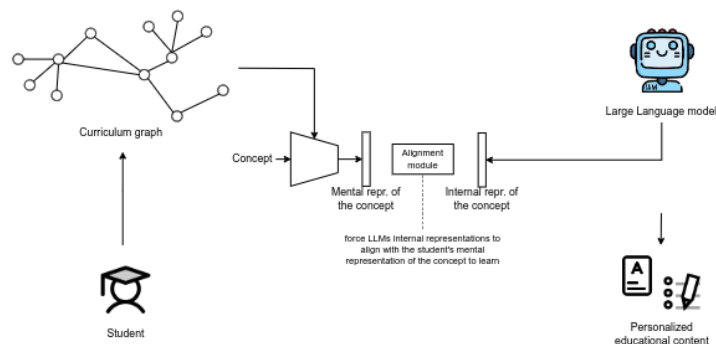 Curriculum graph
Large Language model
Concept
Alignment
module
Mental repr. of
the concept
Internal repr. of
the concept
force LLMs internal representations to
align with the student's mental
representation of the concept to learn
Student
A
Personalized
educational content